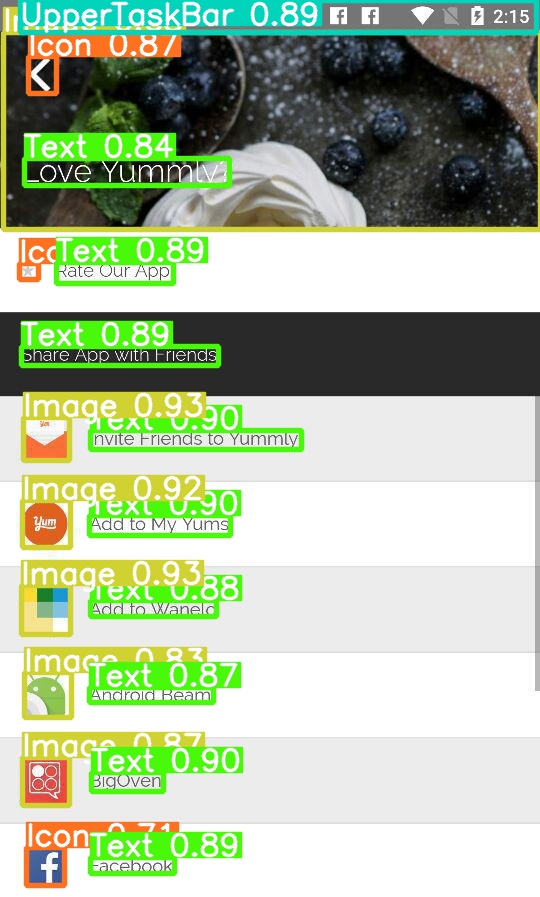 UpperTaskBar 0.89
2:15
Icon 0.87
Text 0.84
Love Yummly?
Text 0.89
Rate Our App
Text 0.89
Share App with Friends
Image 0.93
Text 0.90
Invite Friends to Yummly
Image 0.92
Text 0.90
Yum
Add to My Yums
Image 0.93
Text 0.88
Add to Wanelo
Image 0.83
Text 0.87
Android Beam
Image 0.87
Text 0.90
BigOven
Icon 0.71
Text 0.89
Facebook